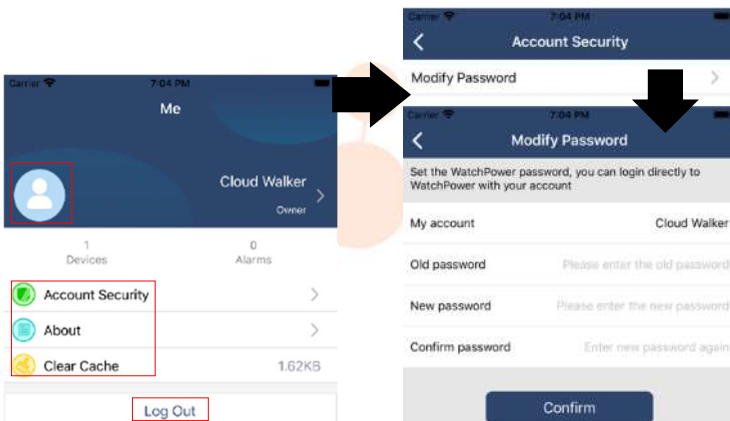 Carrier 7:04 PM
Me
Cloud Walker
Owner
1
Devices
0
Alarms
Account Security
About
Clear Cache 1.62KB
Log Out
Carrier 7:04 PM
Account Security
Modify Password
Carrier 7:04 PM
Modify Password
Set the WatchPower password, you can login directly to
WatchPower with your account
My account Cloud Walker
Old password Please enter the old password
New password Please enter the new password
Confirm password Enter new password again
Confirm